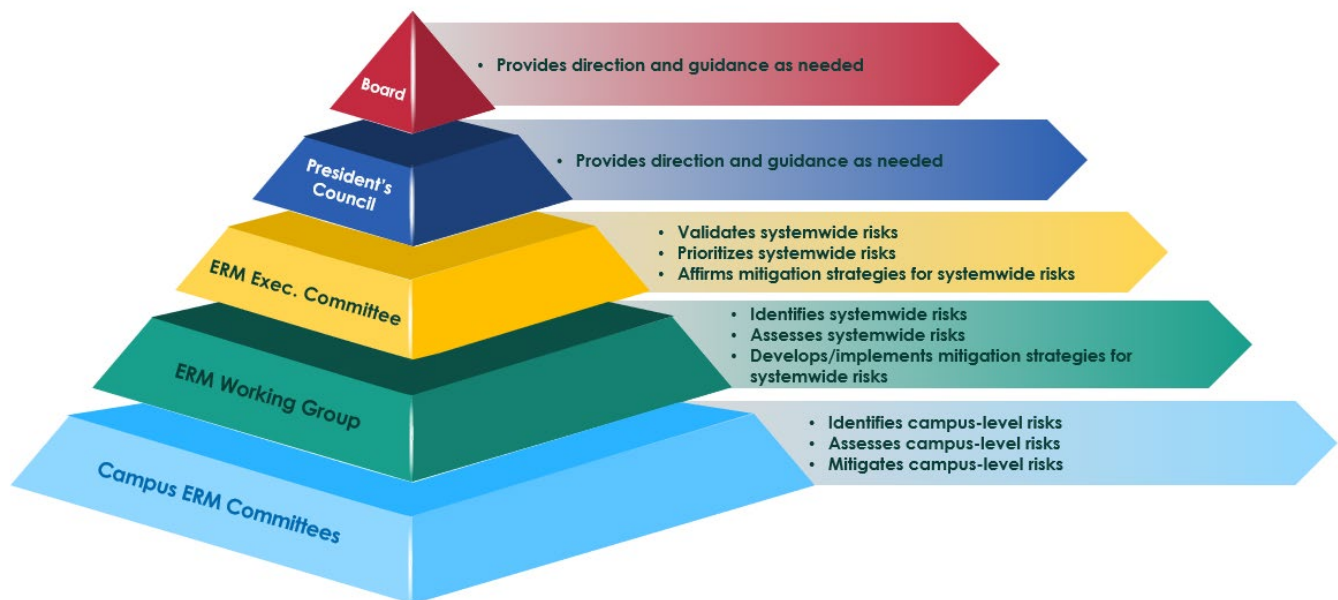 Board
• Provides direction and guidance as needed
President's
Council
• Provides direction and guidance as needed
ERM Exec. Committee
• Validates systemwide risks
• Prioritizes systemwide risks
• Affirms mitigation strategies for systemwide risks
ERM Working Group
• Identifies systemwide risks
• Assesses systemwide risks
• Develops/implements mitigation strategies for
systemwide risks
Campus ERM Committees
• Identifies campus-level risks
• Assesses campus-level risks
• Mitigates campus-level risks